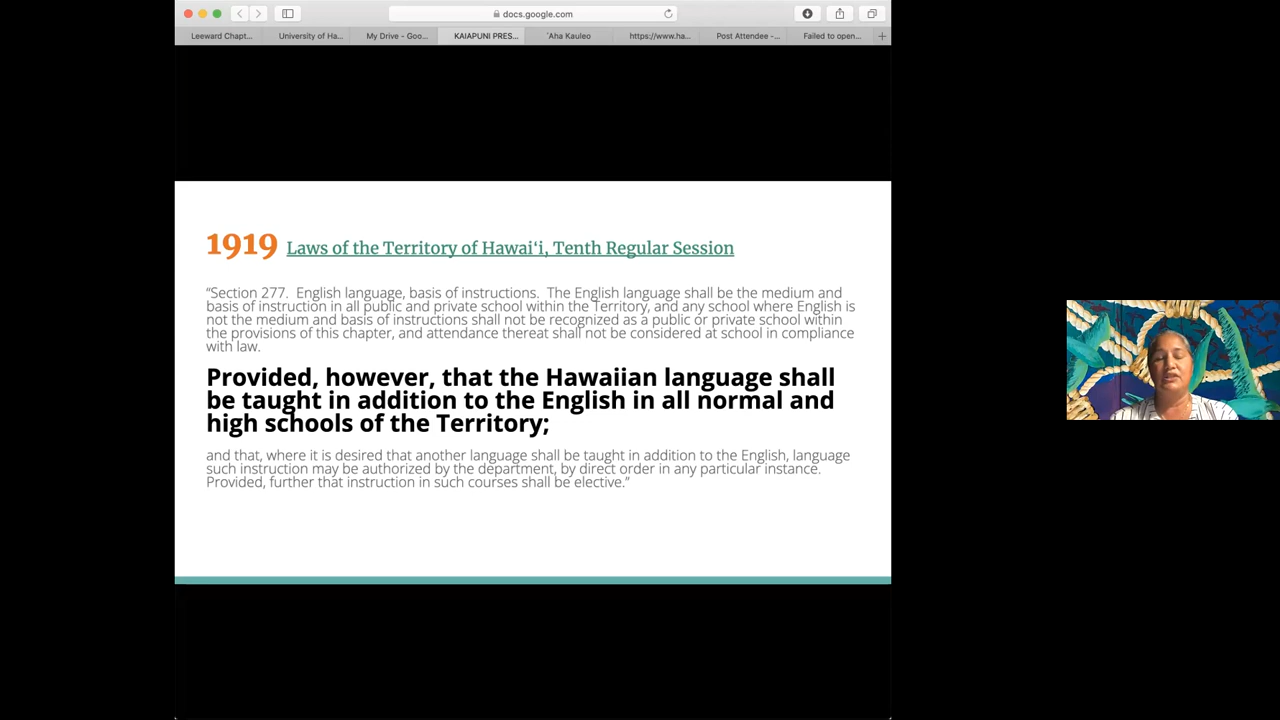 docs.google.com
Leeward Chapt...
University of Ha...
My Drive - Goo...
KAIAPUNI PRES...
ʻAha Kauleo
https://www.ha...
Post Attendee -...
Failed to open...
1919 Laws of the Territory of Hawaiʻi, Tenth Regular Session
“Section 277. English language, basis of instructions. The English language shall be the medium and
basis of instruction in all public and private school within the Territory, and any school where English is
not the medium and basis of instructions shall not be recognized as a public or private school within
the provisions of this chapter, and attendance thereat shall not be considered at school in compliance
with law.
Provided, however, that the Hawaiian language shall
be taught in addition to the English in all normal and
high schools of the Territory;
and that, where it is desired that another language shall be taught in addition to the English, language
such instruction may be authorized by the department, by direct order in any particular instance.
Provided, further that instruction in such courses shall be elective.”